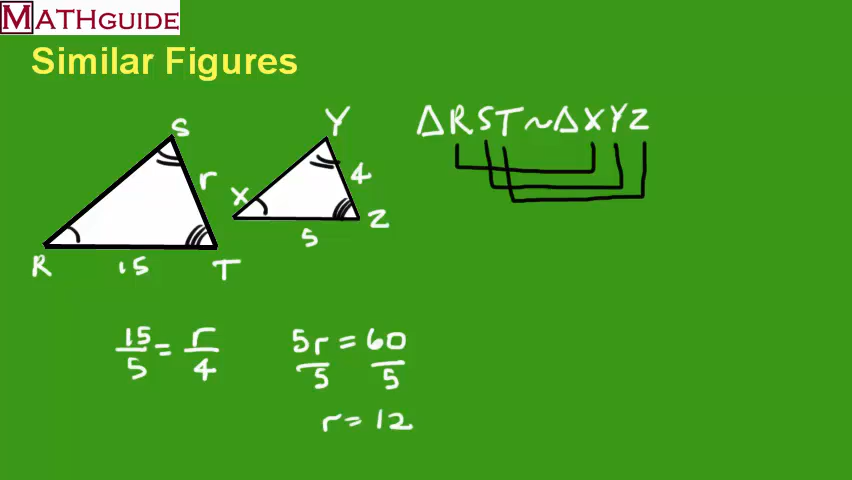 MATHGUIDE
Similar Figures
S
r
R
15
T
Y
X
4
5
Z
ΔRST~ΔXYZ
15/5 = r/4
5r = 60
5 5
r = 12